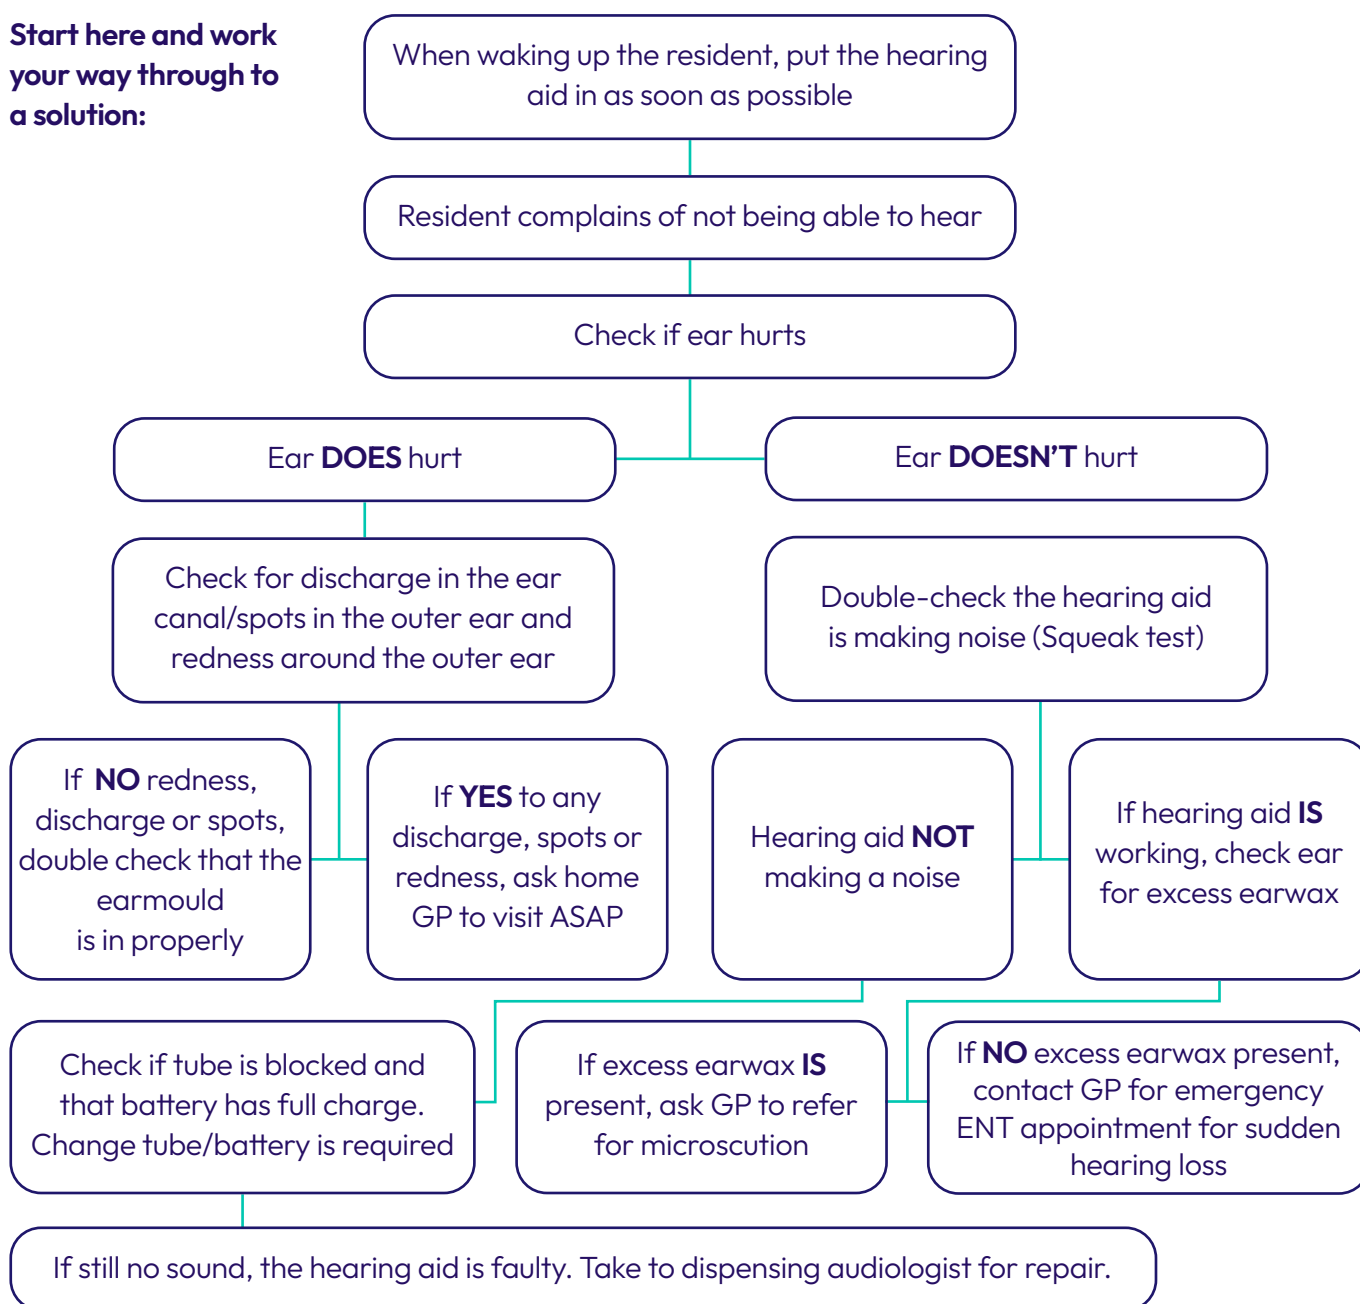 Start here and work
your way through to
a solution:
When waking up the resident, put the hearing
aid in as soon as possible
Resident complains of not being able to hear
Check if ear hurts
Ear DOES hurt
Ear DOESN'T hurt
Check for discharge in the ear
canal/spots in the outer ear and
redness around the outer ear
Double-check the hearing aid
is making noise (Squeak test)
If NO redness,
discharge or spots,
double check that the
earmould
is in properly
If YES to any
discharge, spots or
redness, ask home
GP to visit ASAP
Hearing aid NOT
making a noise
If hearing aid IS
working, check ear
for excess earwax
Check if tube is blocked and
that battery has full charge.
Change tube/battery is required
If excess earwax IS
present, ask GP to refer
for microscution
If NO excess earwax present,
contact GP for emergency
ENT appointment for sudden
hearing loss
If still no sound, the hearing aid is faulty. Take to dispensing audiologist for repair.